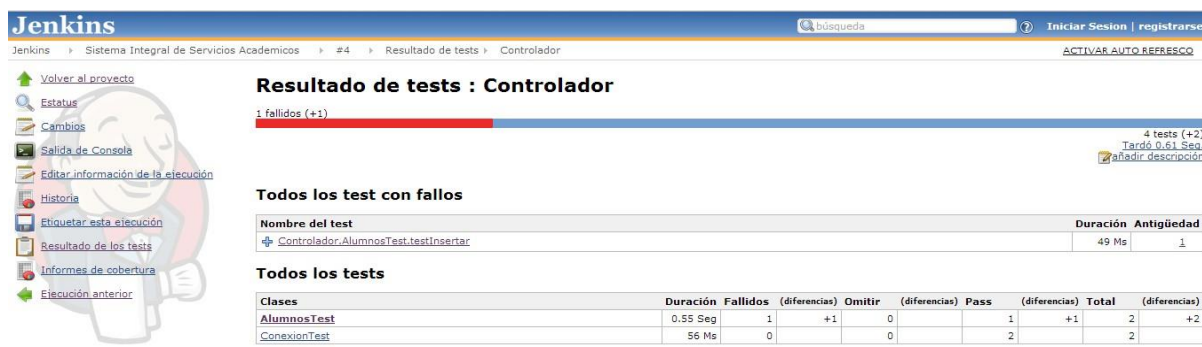 Jenkins
búsqueda
Iniciar Sesion | registrarse
Jenkins Sistema Integral de Servicios Academicos #4 Resultado de tests Controlador
ACTIVAR AUTO REFRESCO
Volver al proyecto
Estatus
Cambios
Salida de Consola
Editar información de la ejecución
Historia
Etiquetar esta ejecución
Resultado de los tests
Informes de cobertura
Ejecución anterior
Resultado de tests : Controlador
1 fallidos (+1)
4 tests (+2)
Tardó 0.61 Seg.
añadir descripción
Todos los test con fallos
Nombre del test Duración Antigüedad
Controlador.AlumnosTest.testInsertar 49 Ms 1
Todos los tests
Clases Duración Fallidos (diferencias) Omitir (diferencias) Pass (diferencias) Total (diferencias)
AlumnosTest 0.55 Seg 1 +1 0 1 +1 2 +2
ConexionTest 56 Ms 0 0 2 2